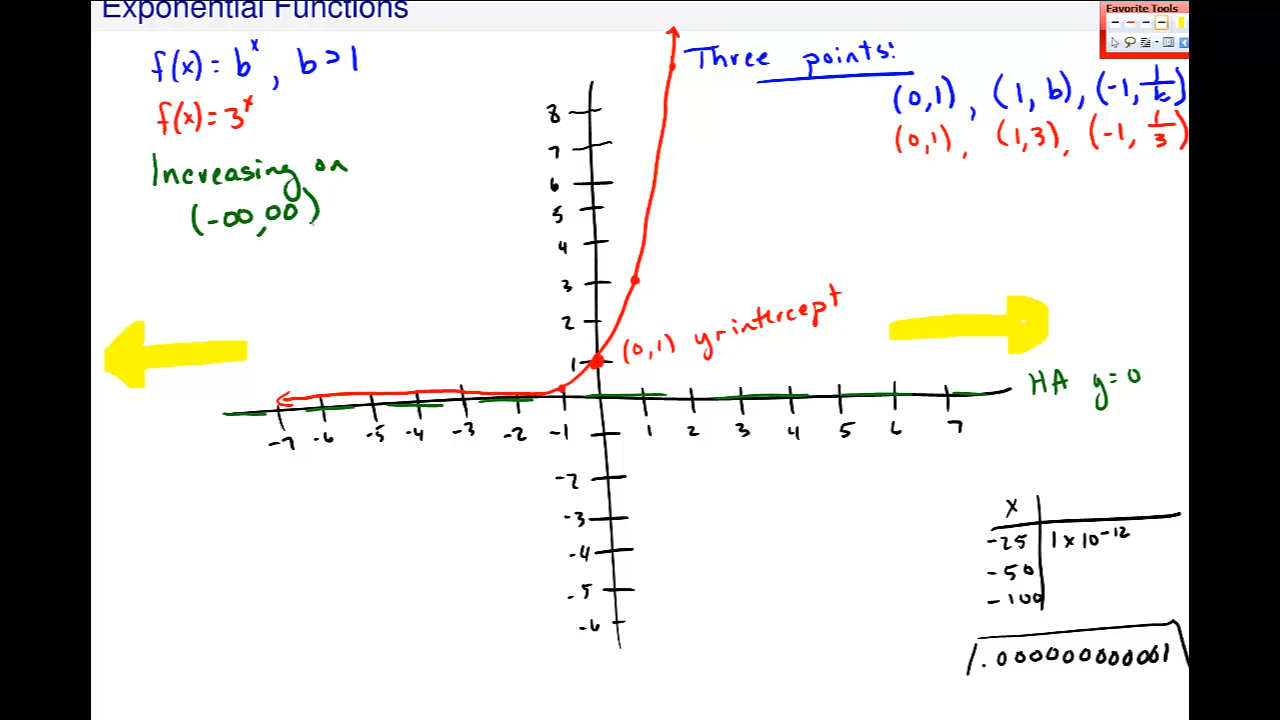 Exponential Functions
Favorite Tools
f(x) = b^x, b > 1
f(x) = 3^x
Increasing on
(-∞, ∞)
Three points:
(0,1), (1, b), (-1, 1/b)
(0,1), (1,3), (-1, 1/3)
8
7
6
5
4
3
2
1
(0,1) y-intercept
HA y=0
-7 -6 -5 -4 -3 -2 -1 1 2 3 4 5 6 7
-2
-3
-4
-5
-6
x
-25 1 x 10^-12
-50
-100
.000000000001